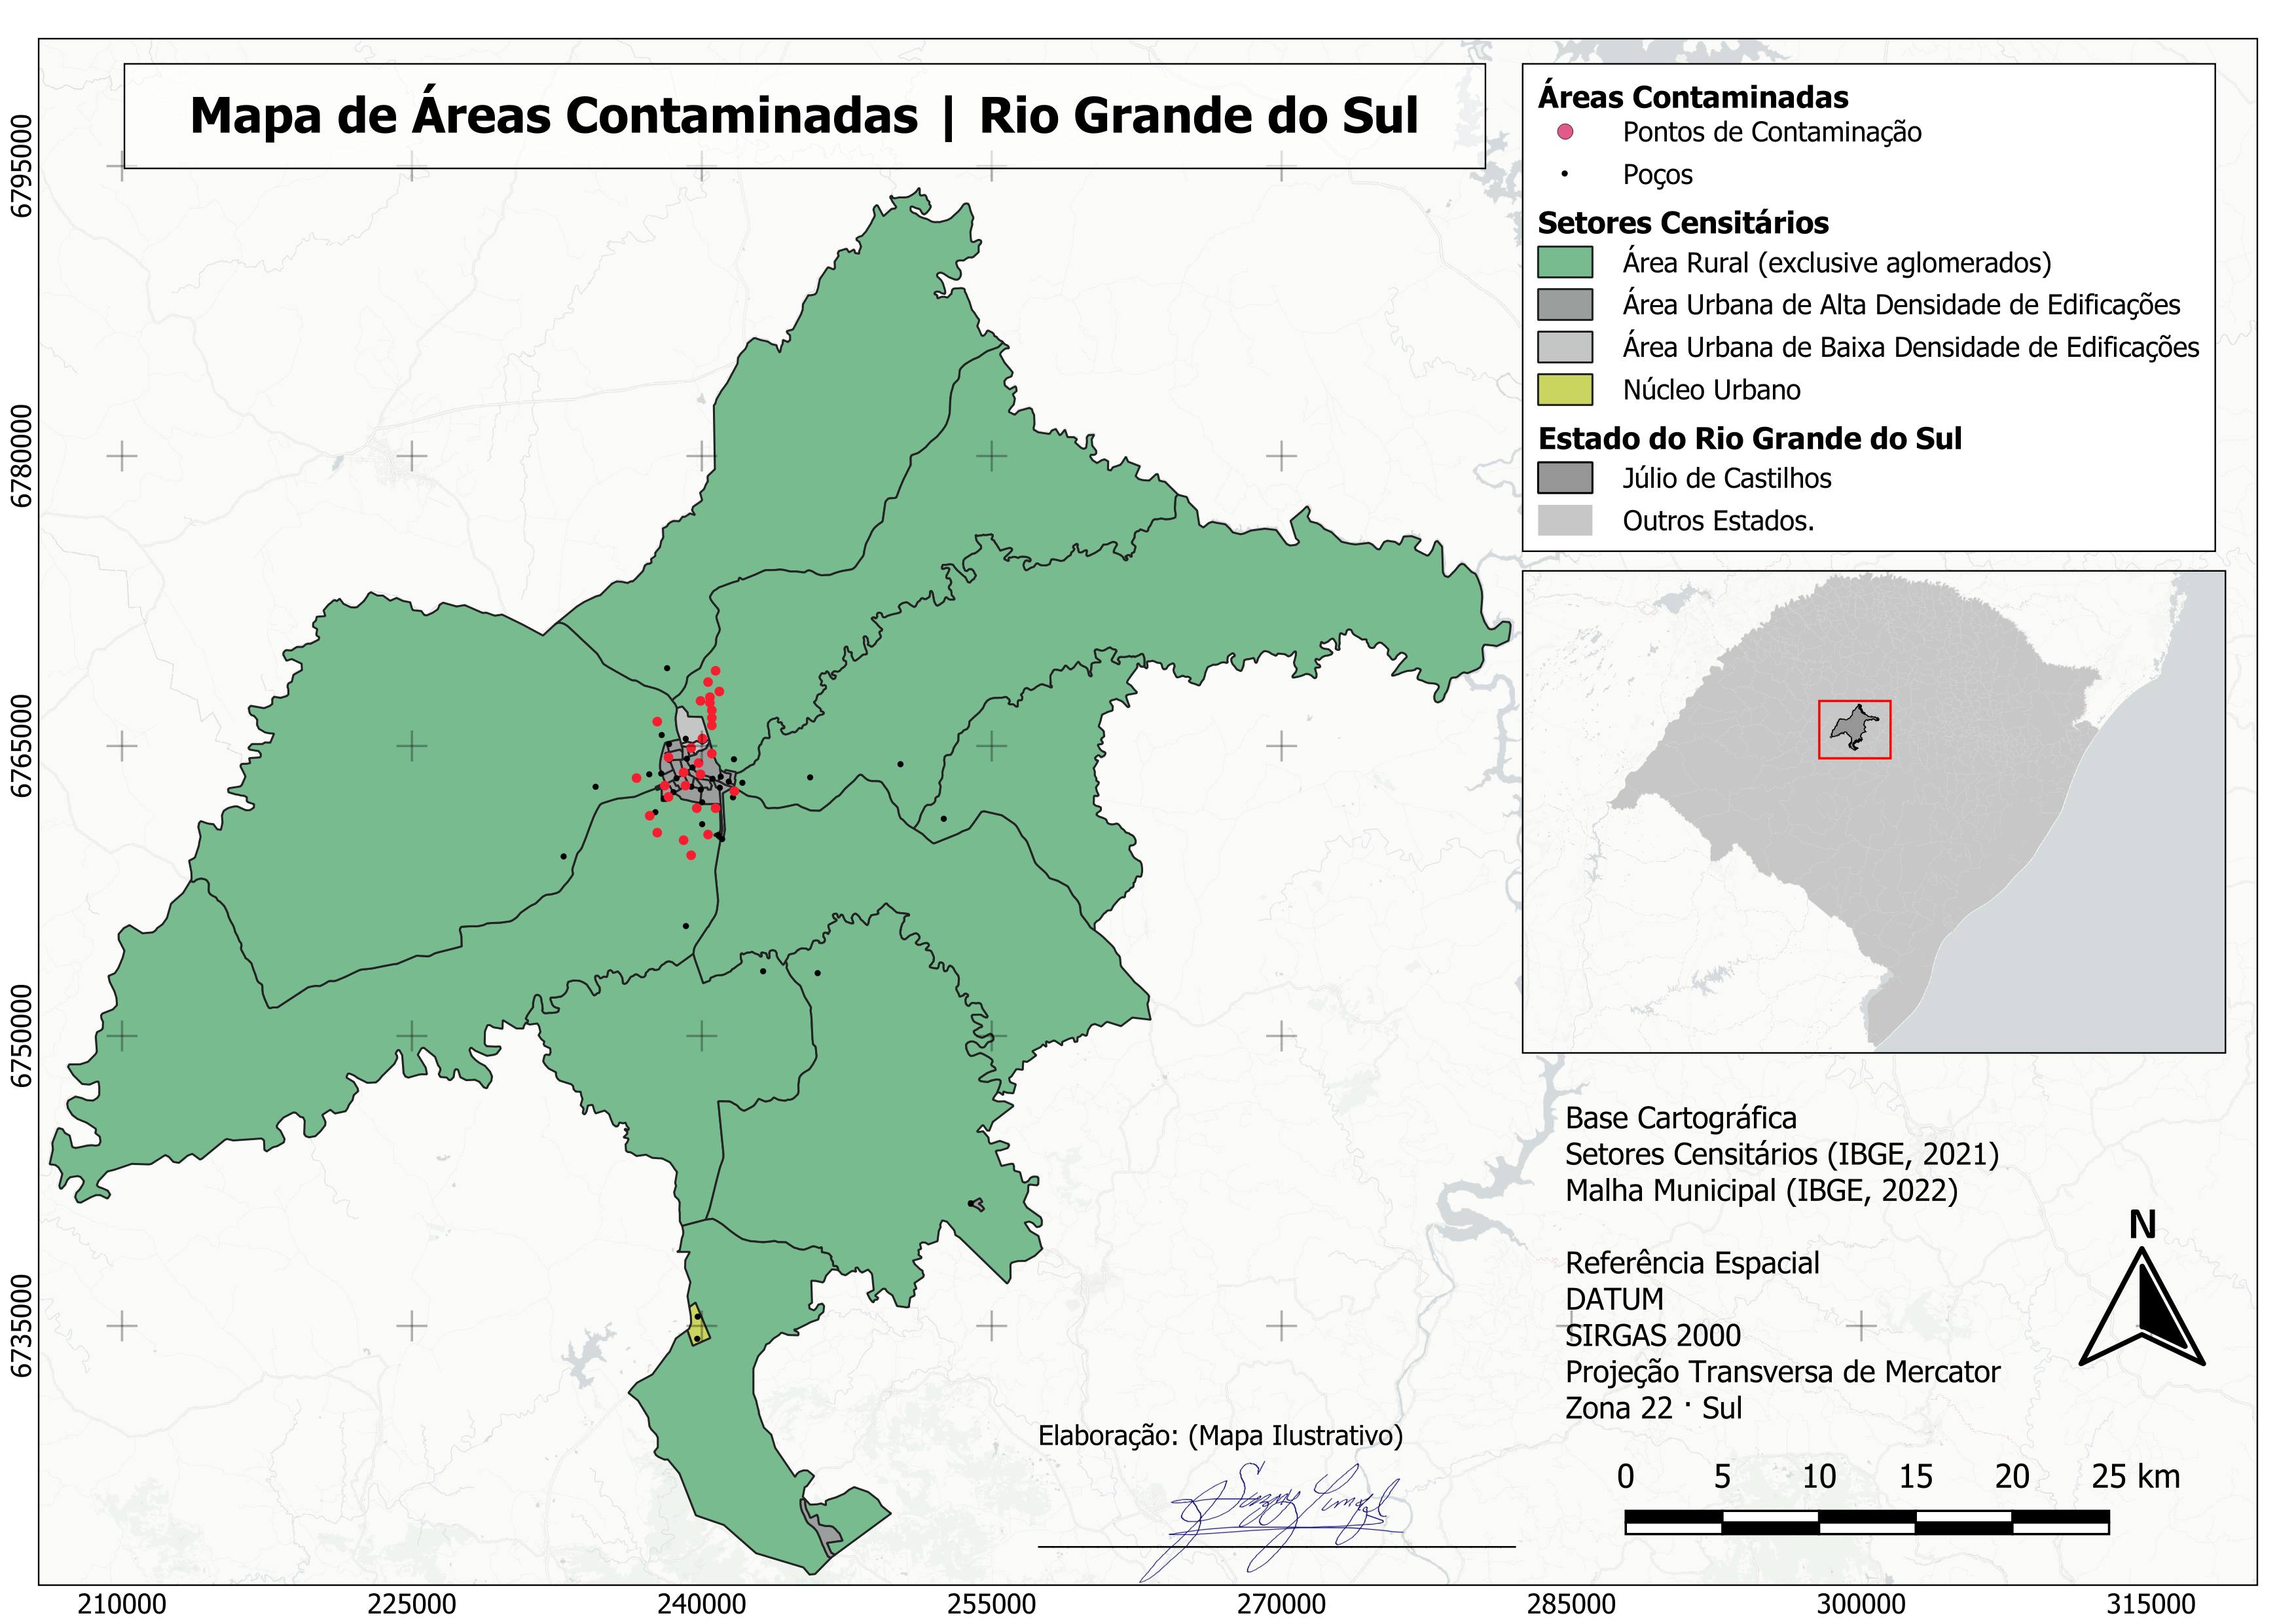 Mapa de Áreas Contaminadas | Rio Grande do Sul
Áreas Contaminadas
Pontos de Contaminação
Poços
Setores Censitários
Área Rural (exclusive aglomerados)
Área Urbana de Alta Densidade de Edificações
Área Urbana de Baixa Densidade de Edificações
Núcleo Urbano
Estado do Rio Grande do Sul
Júlio de Castilhos
Outros Estados.
6795000
6780000
6765000
6750000
6735000
Base Cartográfica
Setores Censitários (IBGE, 2021)
Malha Municipal (IBGE, 2022)
Referência Espacial
DATUM
SIRGAS 2000
Projeção Transversa de Mercator
Zona 22 · Sul
N
Elaboração: (Mapa Ilustrativo)
0 5 10 15 20 25 km
210000 225000 240000 255000 270000 285000 300000 315000